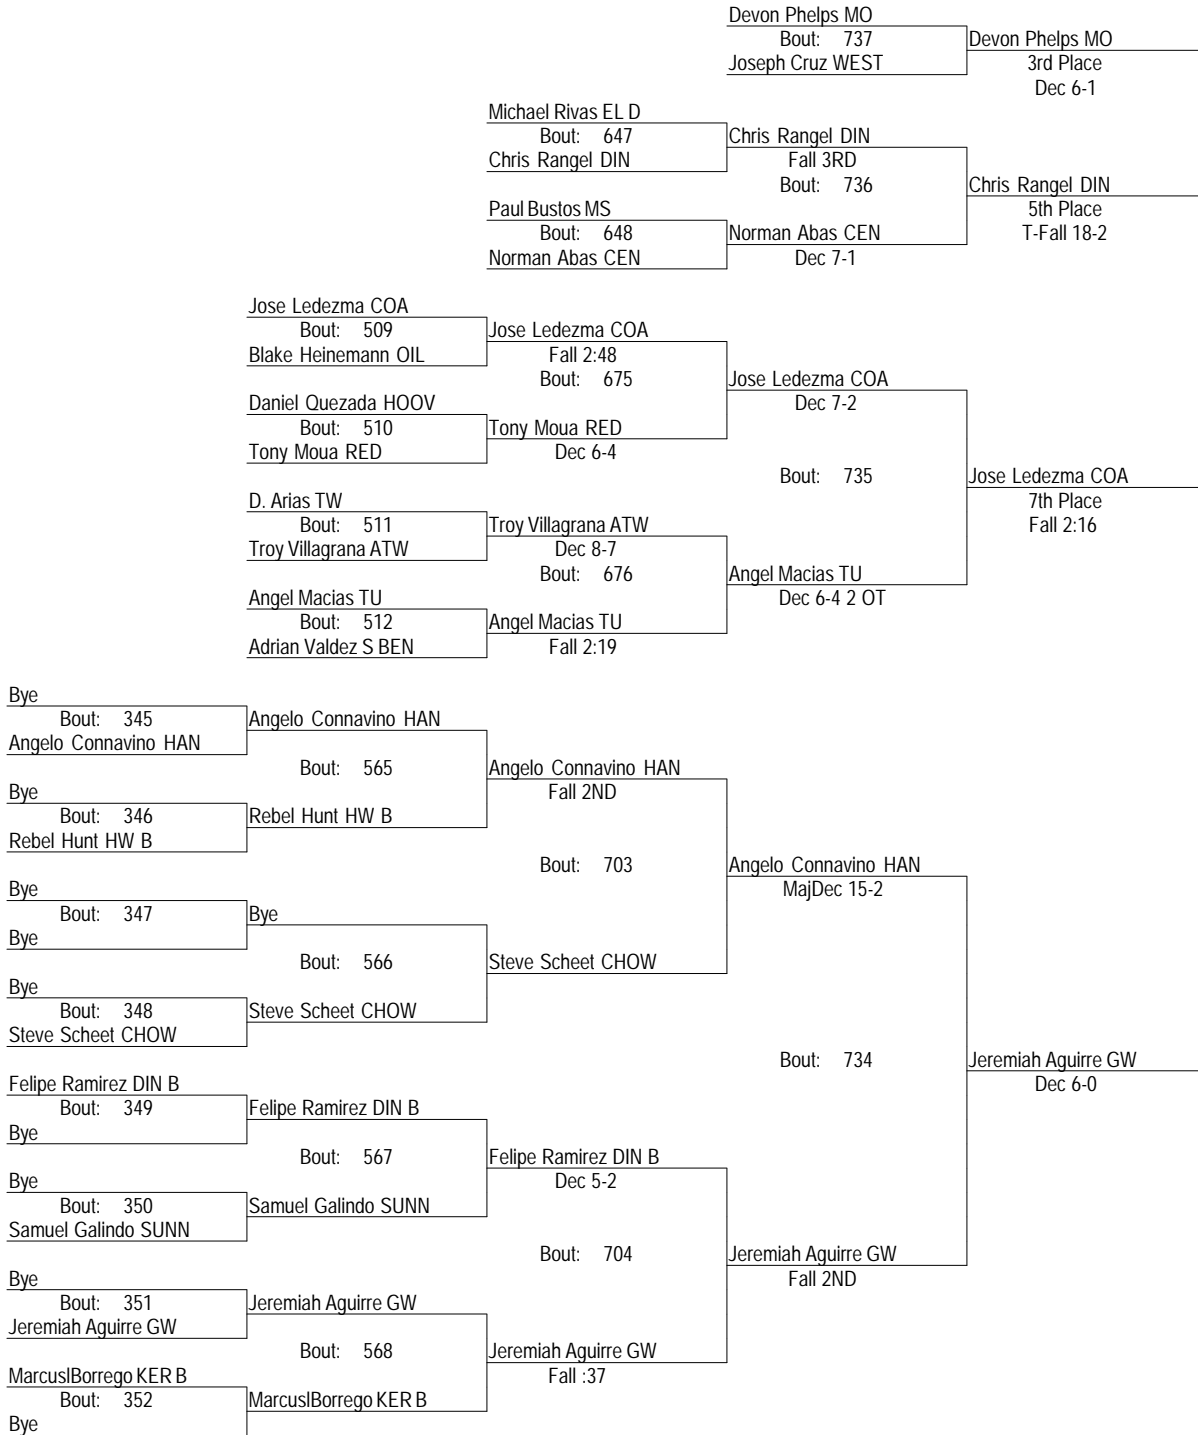 Devon Phelps MO
Bout: 737
Devon Phelps MO
Joseph Cruz WEST
3rd Place
Dec 6-1
Michael Rivas EL D
Bout: 647
Chris Rangel DIN
Chris Rangel DIN
Fall 3RD
Bout: 736
Chris Rangel DIN
Paul Bustos MS
5th Place
Bout: 648
Norman Abas CEN
T-Fall 18-2
Norman Abas CEN
Dec 7-1
Jose Ledezma COA
Bout: 509
Jose Ledezma COA
Blake Heinemann OIL
Fall 2:48
Bout: 675
Jose Ledezma COA
Daniel Quezada HOOV
Dec 7-2
Bout: 510
Tony Moua RED
Tony Moua RED
Dec 6-4
Bout: 735
Jose Ledezma COA
D. Arias TW
7th Place
Bout: 511
Troy Villagrana ATW
Fall 2:16
Troy Villagrana ATW
Dec 8-7
Bout: 676
Angel Macias TU
Angel Macias TU
Dec 6-4 2 OT
Bout: 512
Angel Macias TU
Adrian Valdez S BEN
Fall 2:19
Bye
Bout: 345
Angelo Connavino HAN
Angelo Connavino HAN
Bout: 565
Angelo Connavino HAN
Bye
Fall 2ND
Bout: 346
Rebel Hunt HW B
Rebel Hunt HW B
Bout: 703
Angelo Connavino HAN
Bye
MajDec 15-2
Bout: 347
Bye
Bye
Bout: 566
Steve Scheet CHOW
Bye
Bout: 348
Steve Scheet CHOW
Steve Scheet CHOW
Bout: 734
Jeremiah Aguirre GW
Felipe Ramirez DIN B
Dec 6-0
Bout: 349
Felipe Ramirez DIN B
Bye
Bout: 567
Felipe Ramirez DIN B
Bye
Dec 5-2
Bout: 350
Samuel Galindo SUNN
Samuel Galindo SUNN
Bout: 704
Jeremiah Aguirre GW
Bye
Fall 2ND
Bout: 351
Jeremiah Aguirre GW
Jeremiah Aguirre GW
Bout: 568
Jeremiah Aguirre GW
MarcuslBorrego KER B
Fall :37
Bout: 352
MarcuslBorrego KER B
Bye